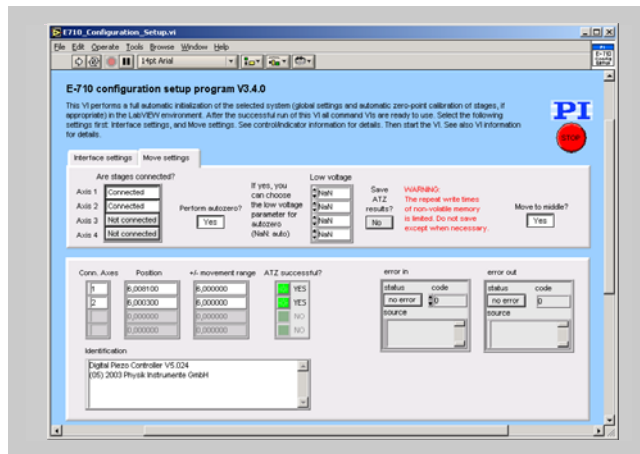 E710_Configuration_Setup.vi
File Edit Operate Tools Browse Window Help
14pt Arial
E-710
Config
Setup
E-710 configuration setup program V3.4.0
This VI performs a full automatic initialization of the selected system (global settings and automatic zero-point calibration of stages, if
appropriate) in the LabVIEW environment. After the successful run of this VI all command VIs are ready to use. Select the following
settings first: Interface settings, and Move settings. See control/indicator information for details. Then start the VI. See also VI information
for details.
PI
STOP
Interface settings Move settings
Are stages connected?
Axis 1 Connected
Axis 2 Connected
Axis 3 Not connected
Axis 4 Not connected
Perform autozero?
Yes
If yes, you
can choose
the low voltage
parameter for
autozero
(NaN: auto)
Low voltage
NaN
NaN
NaN
NaN
Save
ATZ
results?
No
WARNING:
The repeat write times
of non-volatile memory
is limited. Do not save
except when necessary.
Move to middle?
Yes
Conn. Axes Position +/- movement range ATZ successful?
1 6,008100 6,000000 YES
2 6,000300 6,000000 YES
0,000000 0,000000 NO
0,000000 0,000000 NO
error in
status code
no error 0
source
error out
status code
no error 0
source
Identification
Digital Piezo Controller V5.024
(05) 2003 Physik Instrumente GmbH